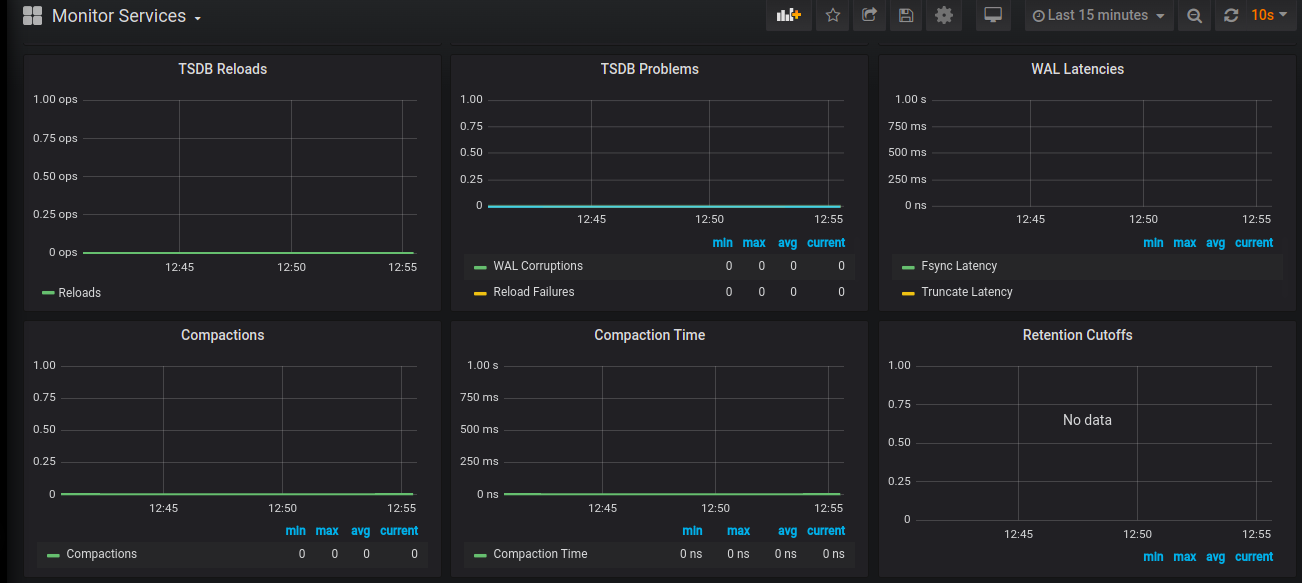 Monitor Services
Last 15 minutes
10s
TSDB Reloads
1.00 ops
0.75 ops
0.50 ops
0.25 ops
0 ops
12:45 12:50 12:55
Reloads
TSDB Problems
1.00
0.75
0.50
0.25
0
12:45 12:50 12:55
min max avg current
WAL Corruptions 0 0 0 0
Reload Failures 0 0 0 0
WAL Latencies
1.00 s
750 ms
500 ms
250 ms
0 ns
12:45 12:50 12:55
min max avg current
Fsync Latency
Truncate Latency
Compactions
1.00
0.75
0.50
0.25
0
12:45 12:50 12:55
min max avg current
Compactions 0 0 0 0
Compaction Time
1.00 s
750 ms
500 ms
250 ms
0 ns
12:45 12:50 12:55
min max avg current
Compaction Time 0 ns 0 ns 0 ns 0 ns
Retention Cutoffs
1.00
0.75
No data
0.50
0.25
0
12:45 12:50 12:55
min max avg current